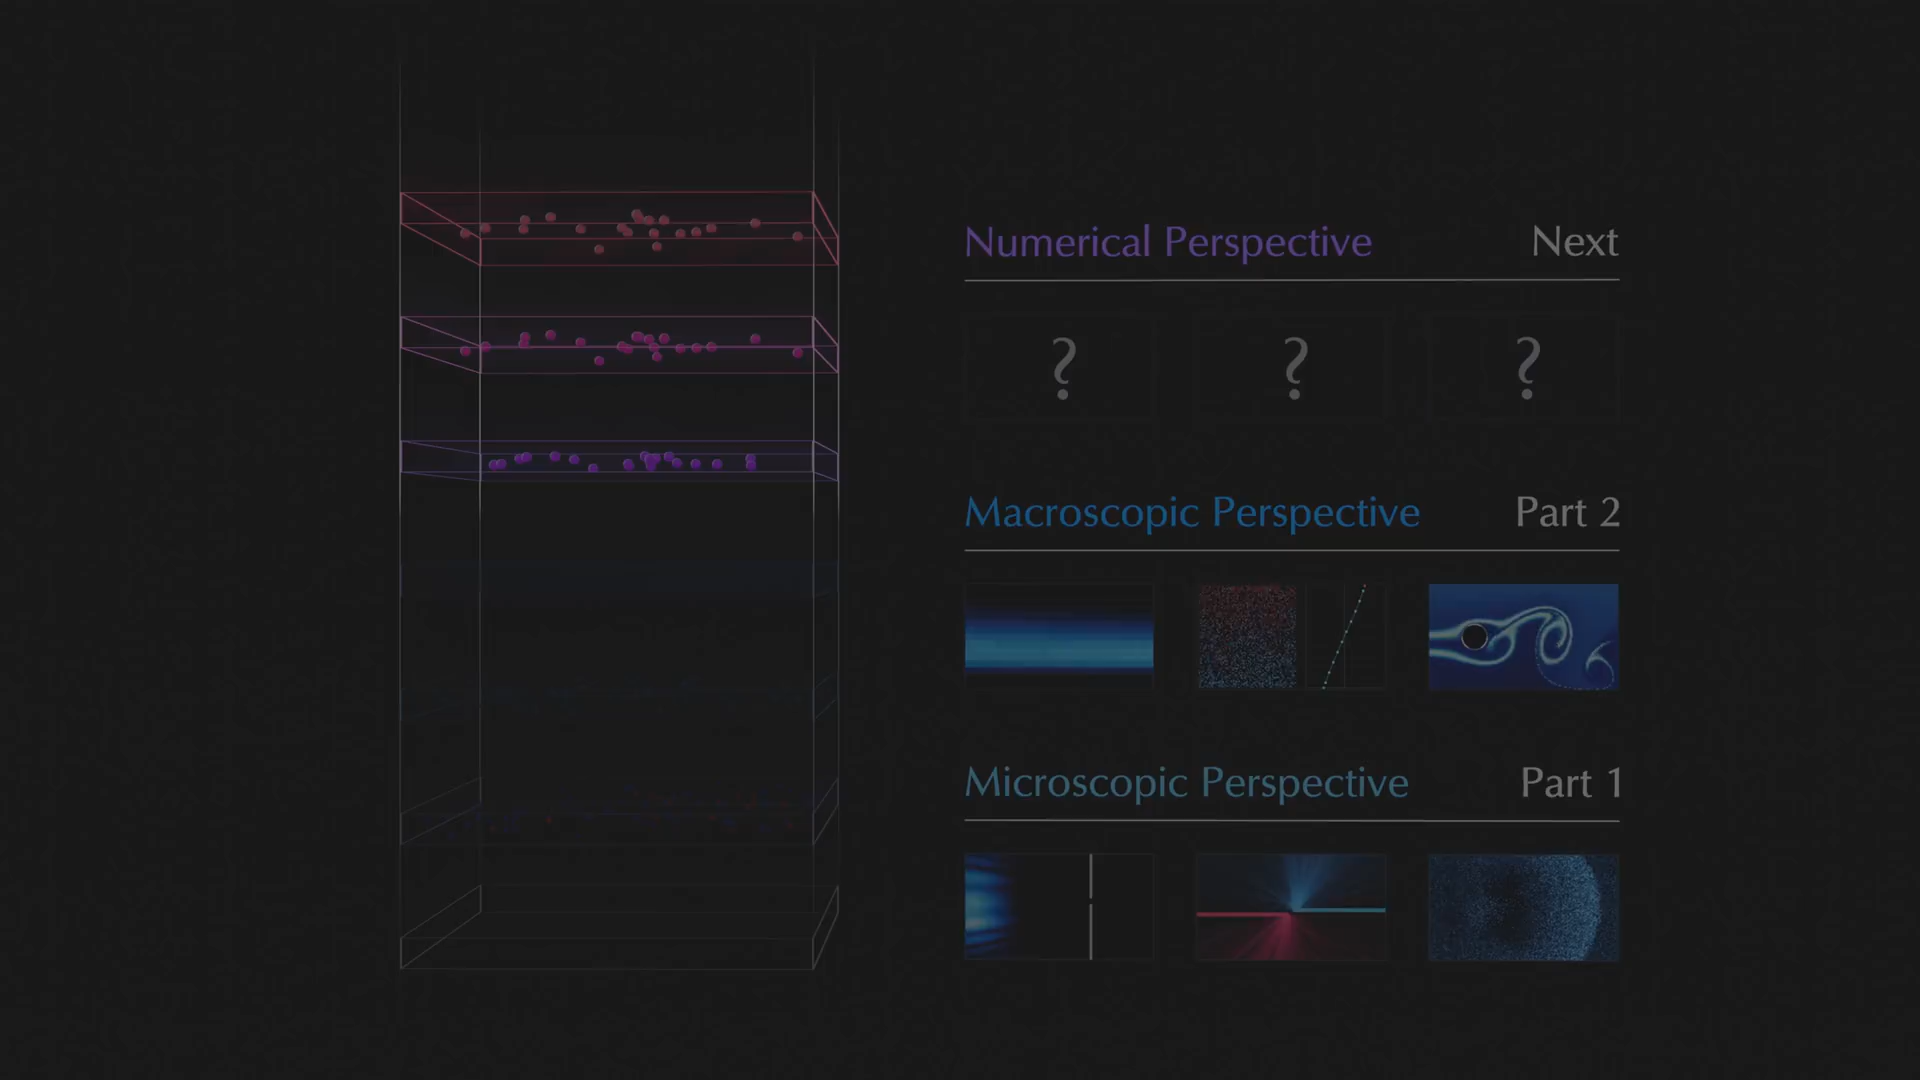 Numerical Perspective Next
? ? ?
Macroscopic Perspective Part 2
Microscopic Perspective Part 1